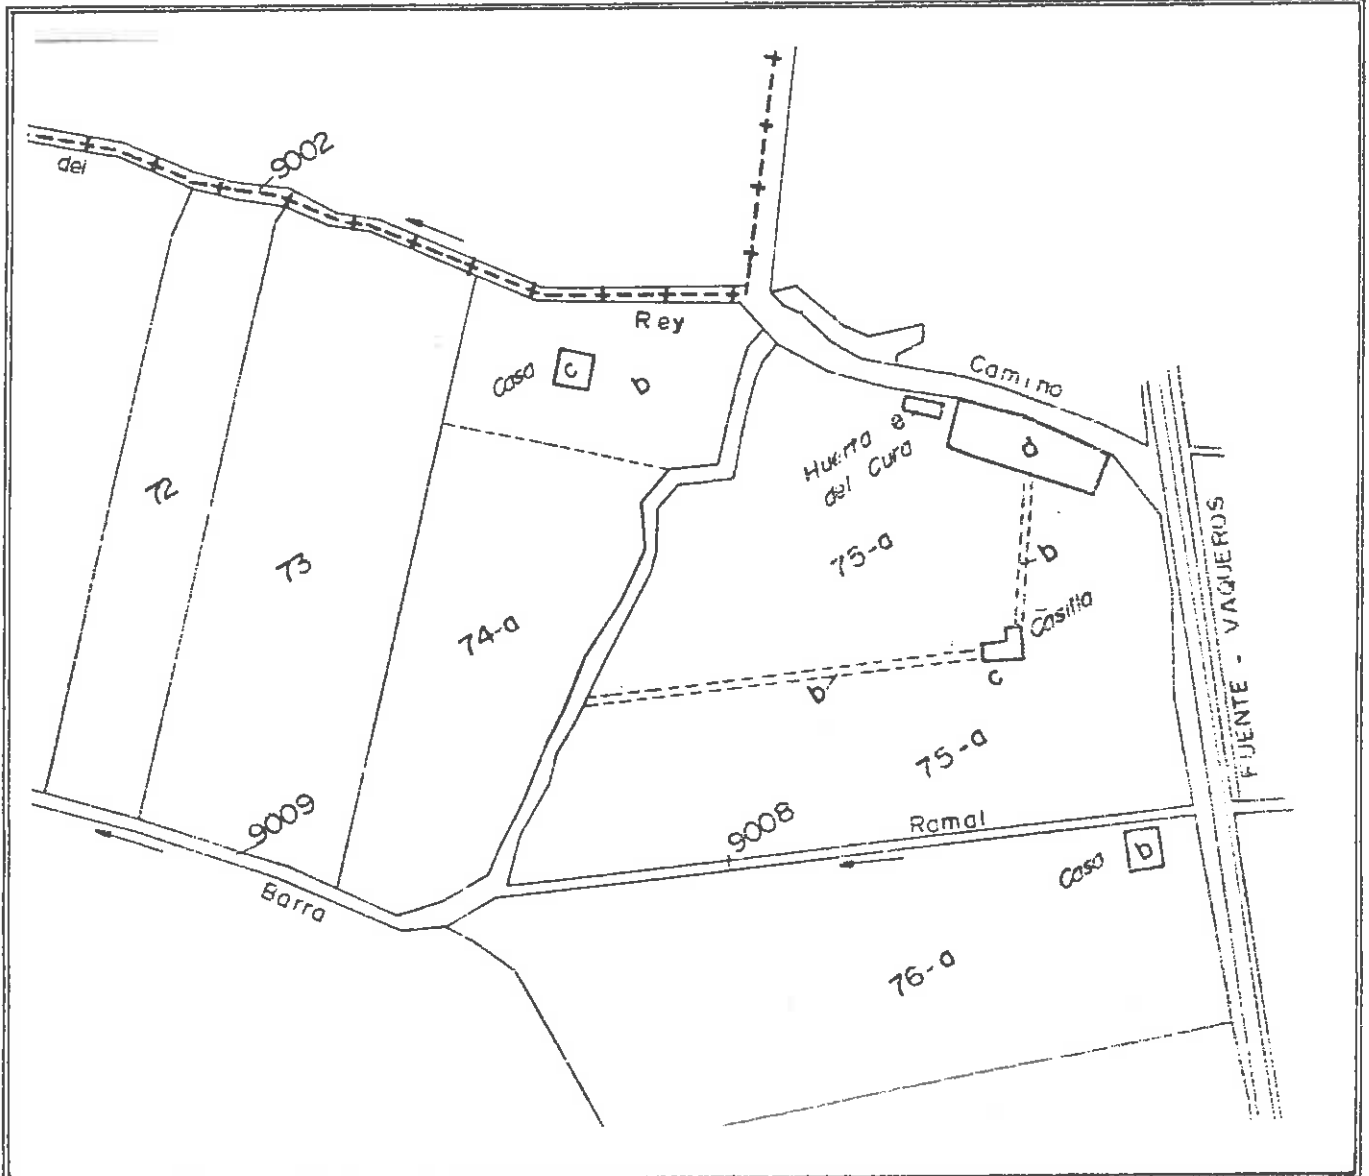 9002
del
Rey
Camino
Casa
c
b
Huerta
del Cura
e
d
72
73
75-a
b
74-a
Casilla
c
b
FUENTE - VAQUEROS
75-a
9009
9008
Ramal
Casa
b
Barra
76-a